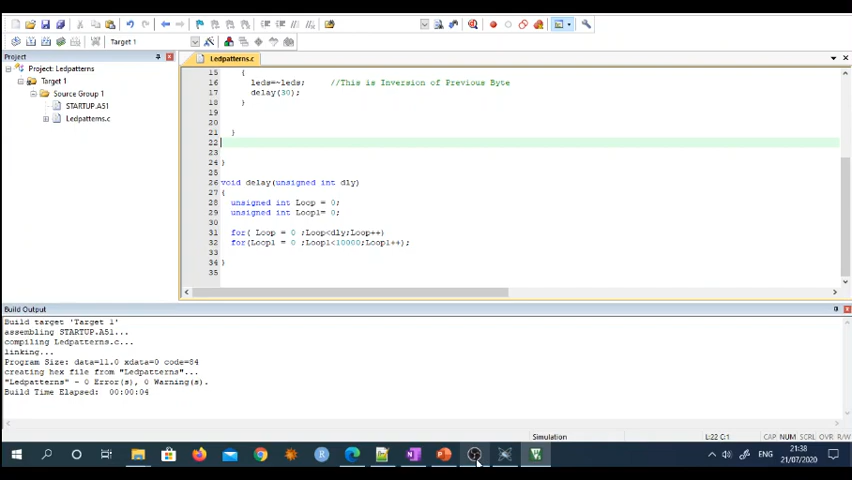 Target 1
Project
Ledpatterns.c
Project: Ledpatterns
Target 1
Source Group 1
STARTUP.A51
Ledpatterns.c
15 {
16 leds=~leds; //This is Inversion of Previous Byte
17 delay(30);
18 }
19
20
21 }
22
23
24 }
25
26 void delay(unsigned int dly)
27 {
28 unsigned int Loop = 0;
29 unsigned int Loop1= 0;
30
31 for( Loop = 0 ;Loop<dly;Loop++)
32 for(Loop1 = 0 ;Loop1<10000;Loop1++);
33
34 }
35
Build Output
Build target 'Target 1'
assembling STARTUP.A51...
compiling Ledpatterns.c...
linking...
Program Size: data=11.0 xdata=0 code=84
creating hex file from "Ledpatterns"...
"Ledpatterns" - 0 Error(s), 0 Warning(s).
Build Time Elapsed: 00:00:04
Simulation L:22 C:1 CAP NUM SCRL OVR R/W
ENG
21:38
21/07/2020